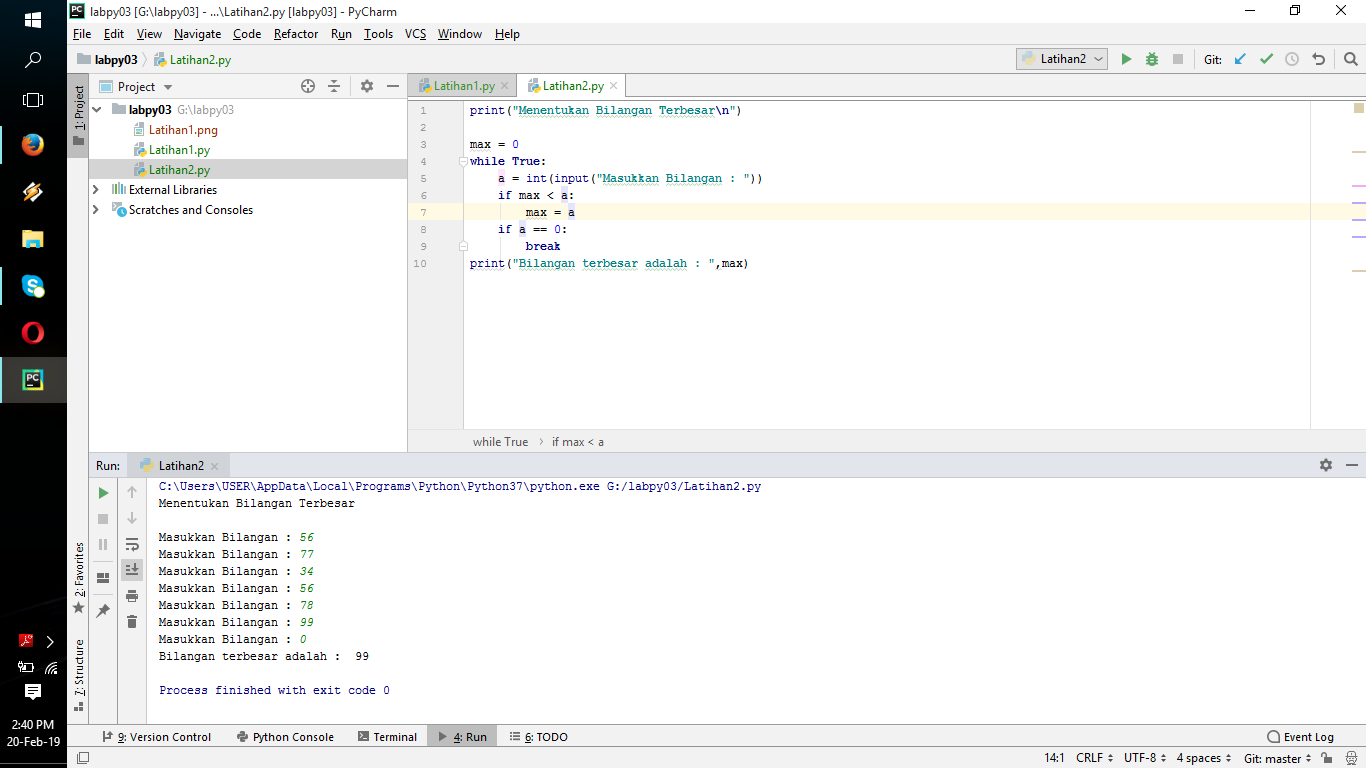 labpy03 [G:\labpy03] - ...\Latihan2.py [labpy03] - PyCharm
File Edit View Navigate Code Refactor Run Tools VCS Window Help
labpy03 Latihan2.py
Latihan2 Git:
1: Project
Project
Latihan1.py Latihan2.py
labpy03 G:\labpy03
Latihan1.png
Latihan1.py
Latihan2.py
External Libraries
Scratches and Consoles
1 print("Menentukan Bilangan Terbesar\n")
2
3 max = 0
4 while True:
5 a = int(input("Masukkan Bilangan : "))
6 if max < a:
7 max = a
8 if a == 0:
9 break
10 print("Bilangan terbesar adalah : ",max)
while True if max < a
Run: Latihan2
C:\Users\USER\AppData\Local\Programs\Python\Python37\python.exe G:/labpy03/Latihan2.py
Menentukan Bilangan Terbesar
Masukkan Bilangan : 56
Masukkan Bilangan : 77
Masukkan Bilangan : 34
Masukkan Bilangan : 56
Masukkan Bilangan : 78
Masukkan Bilangan : 99
Masukkan Bilangan : 0
Bilangan terbesar adalah :  99
Process finished with exit code 0
2: Favorites
7: Structure
9: Version Control Python Console Terminal 4: Run 6: TODO Event Log
14:1 CRLF UTF-8 4 spaces Git: master
PC
PC
2:40 PM
20-Feb-19